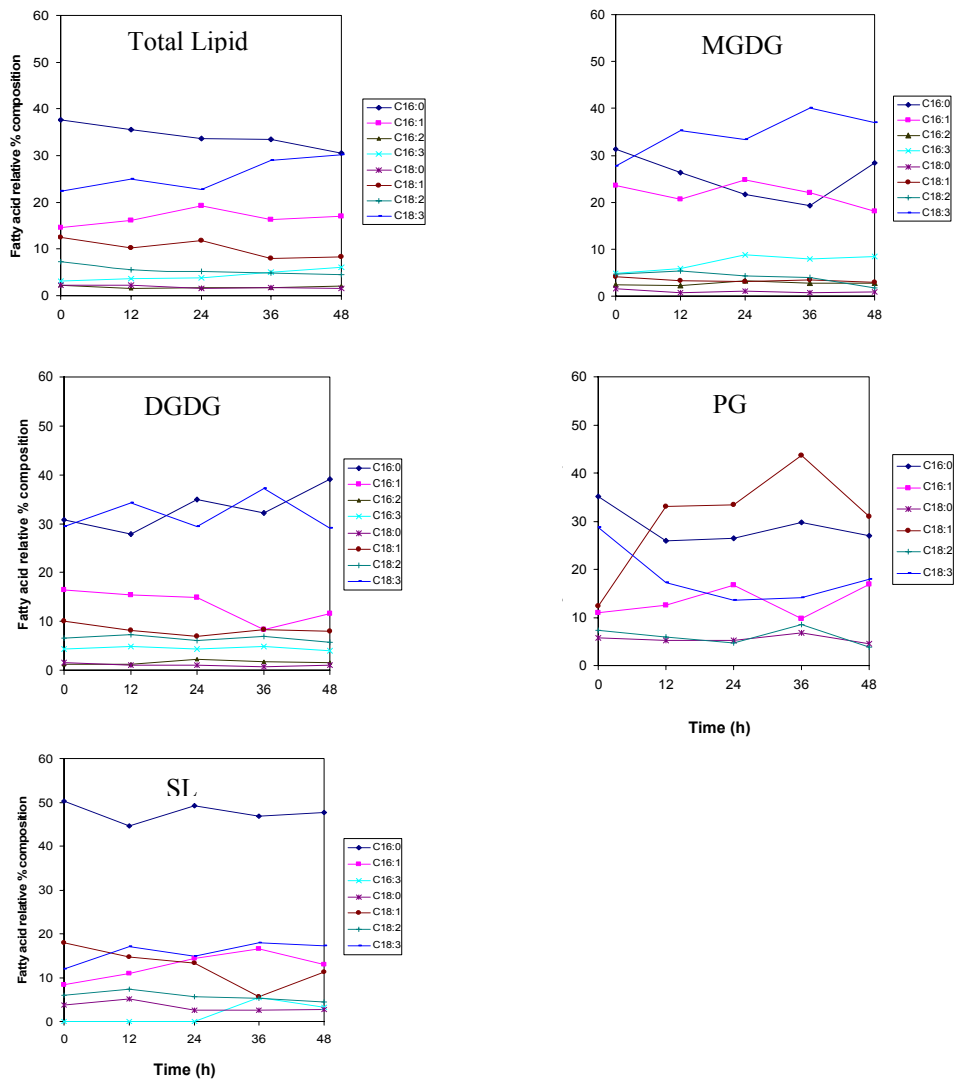 Total Lipid
Fatty acid relative % composition
60
50
40
30
20
10
0
0 12 24 36 48
C16:0
C16:1
C16:2
C16:3
C18:0
C18:1
C18:2
C18:3
MGDG
60
50
40
30
20
10
0
0 12 24 36 48
C16:0
C16:1
C16:2
C16:3
C18:0
C18:1
C18:2
C18:3
DGDG
Fatty acid relative % composition
60
50
40
30
20
10
0
0 12 24 36 48
C16:0
C16:1
C16:2
C16:3
C18:0
C18:1
C18:2
C18:3
PG
60
50
40
30
20
10
0
0 12 24 36 48
Time (h)
C16:0
C16:1
C18:0
C18:1
C18:2
C18:3
SL
Fatty acid relative % composition
60
50
40
30
20
10
0
0 12 24 36 48
Time (h)
C16:0
C16:1
C16:3
C18:0
C18:1
C18:2
C18:3